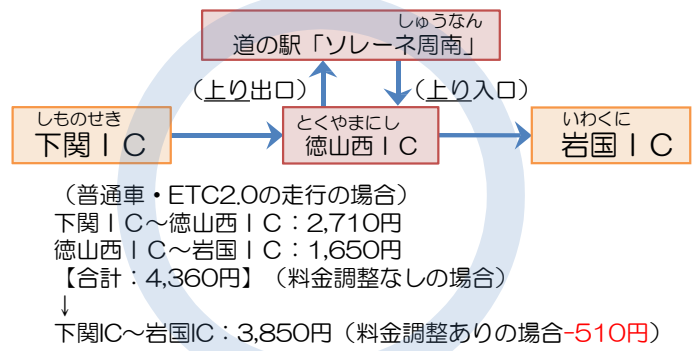 しゅうなん
道の駅「ソレーネ周南」
（上り出口）
（上り入口）
しものせき
下関ＩＣ
とくやまにし
徳山西ＩＣ
いわくに
岩国ＩＣ
（普通車・ETC2.0の走行の場合）
下関ＩＣ～徳山西ＩＣ：2,710円
徳山西ＩＣ～岩国ＩＣ：1,650円
【合計：4,360円】（料金調整なしの場合）
↓
下関IC～岩国IC：3,850円（料金調整ありの場合-510円）